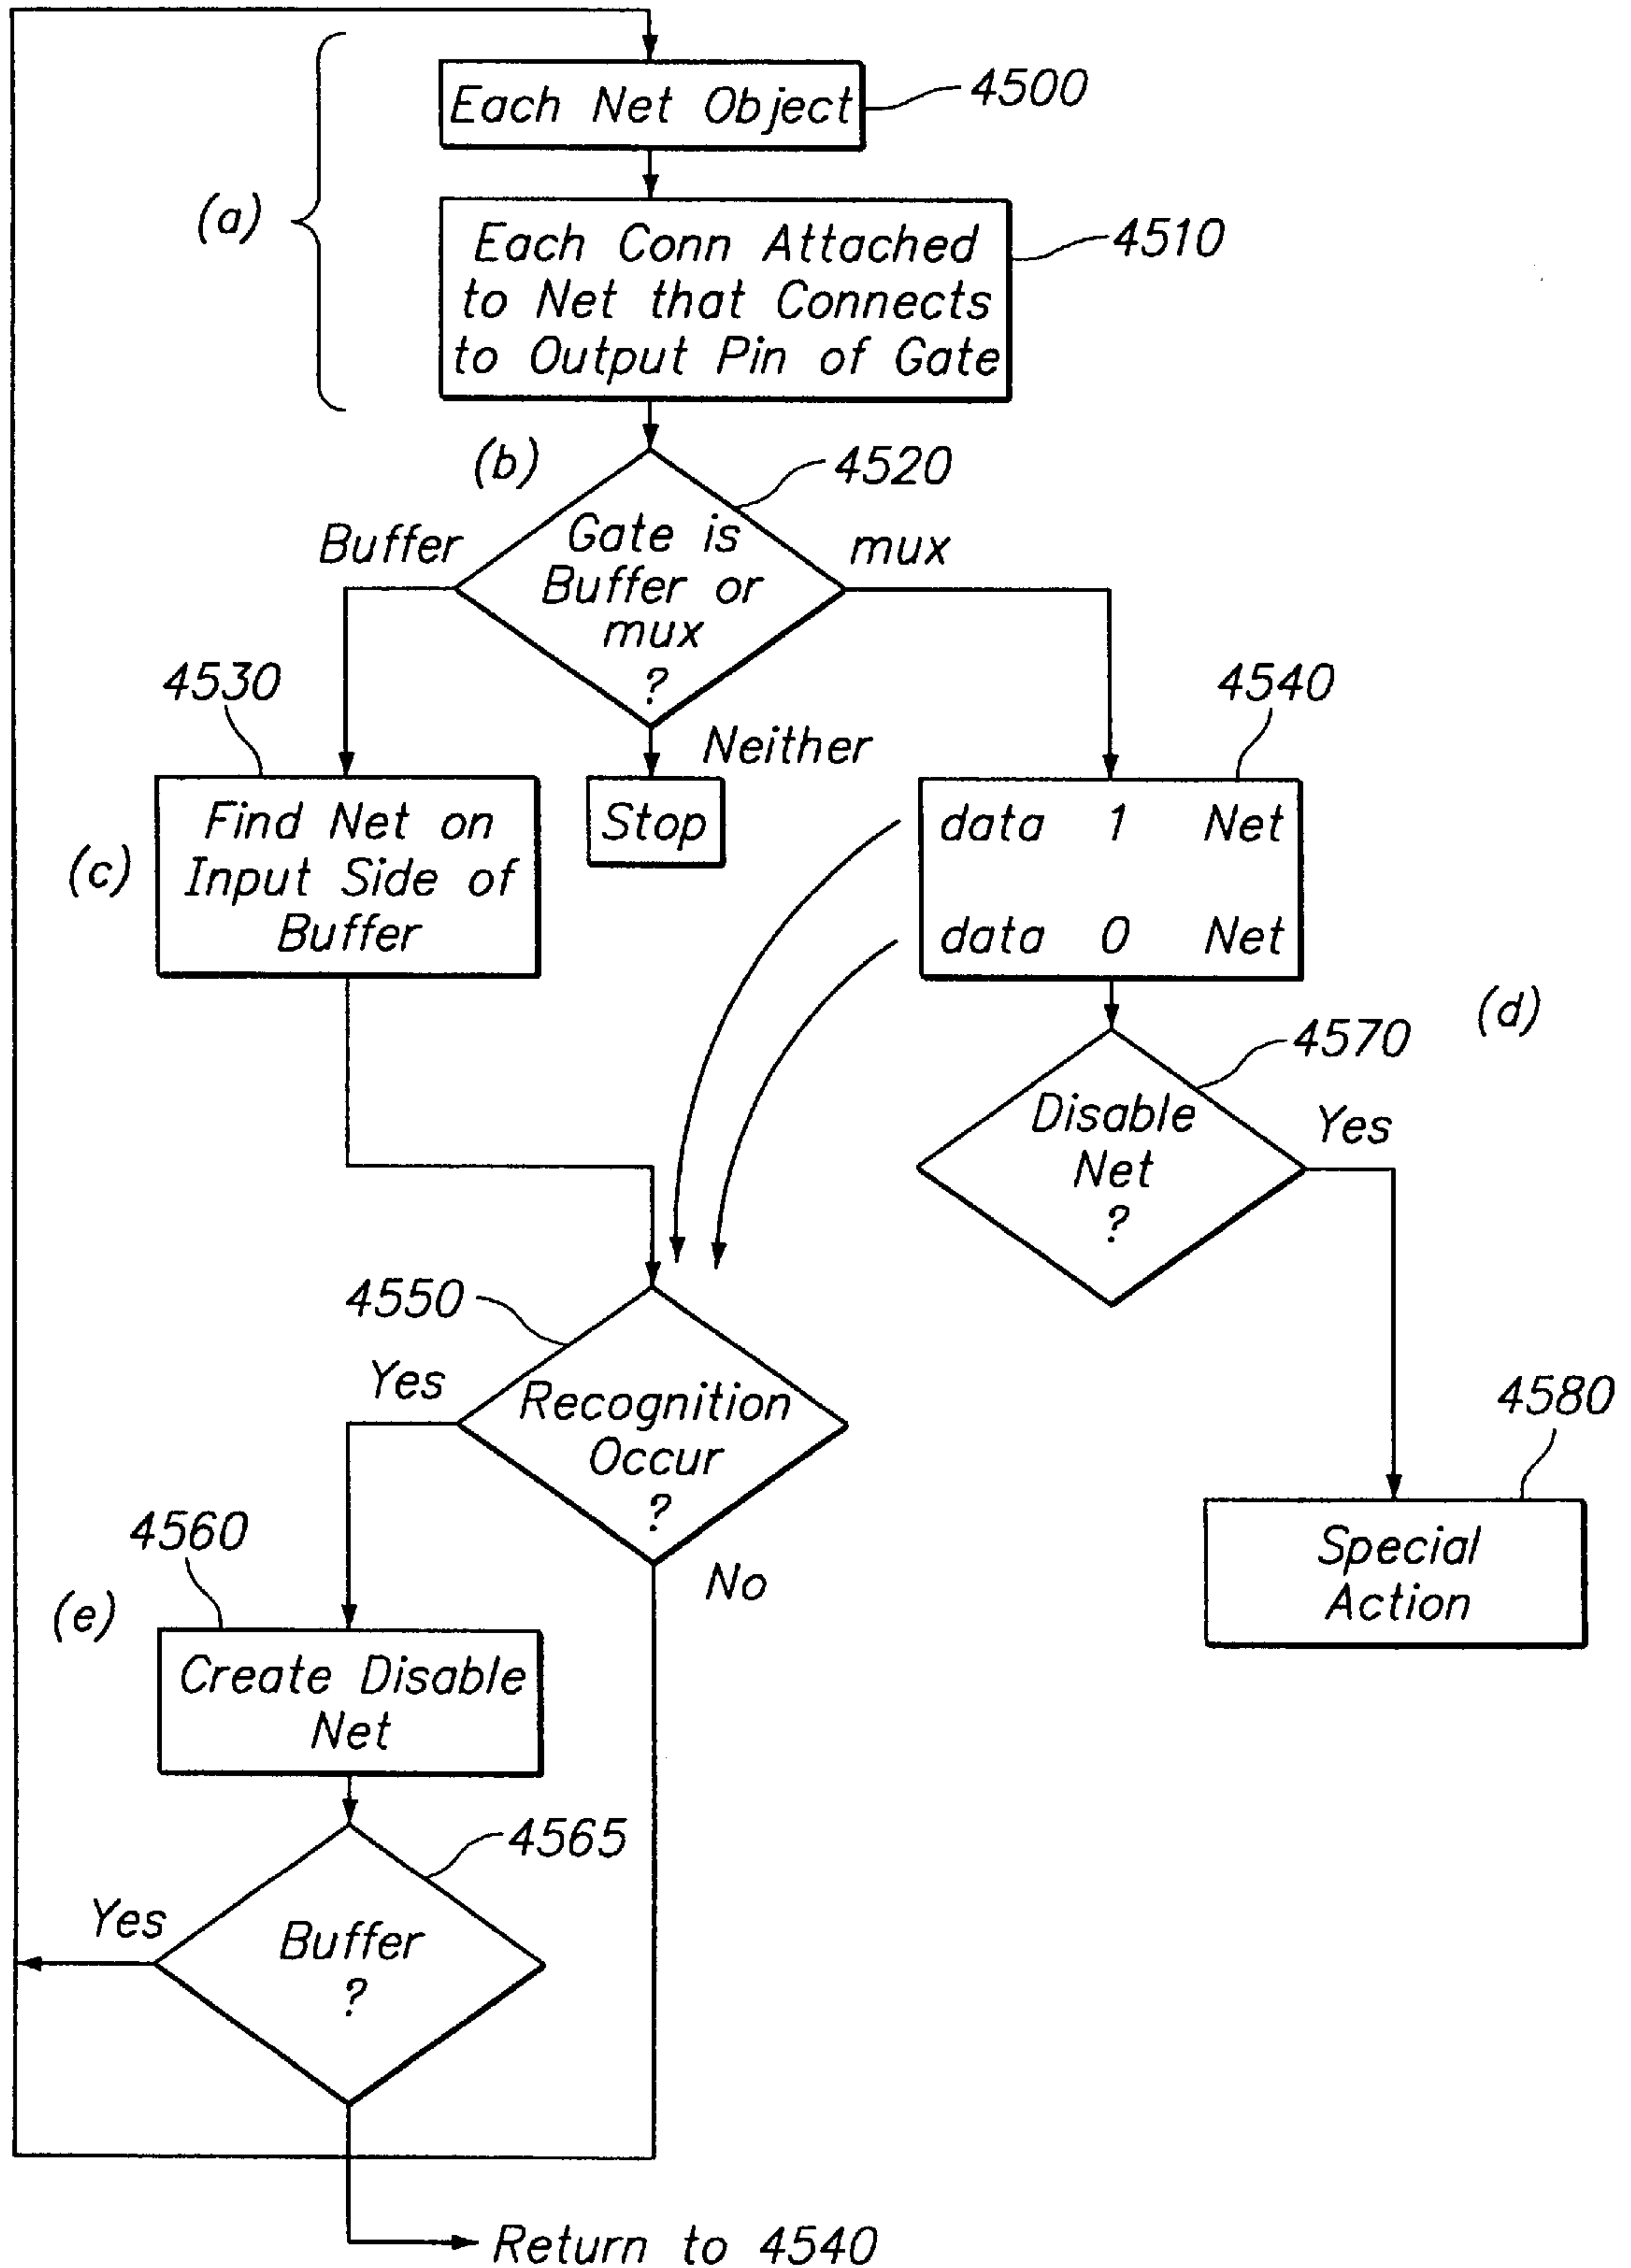 Each Net Object
4500
(a)
Each Conn Attached
to Net that Connects
to Output Pin of Gate
4510
(b)
4520
Gate is
Buffer or
mux
?
Buffer
mux
Neither
Stop
4530
Find Net on
Input Side of
Buffer
(c)
4540
data 1 Net
data 0 Net
(d)
4570
Disable
Net
?
Yes
4550
Recognition
Occur
?
Yes
No
4580
Special
Action
4560
(e)
Create Disable
Net
4565
Buffer
?
Yes
Return to 4540